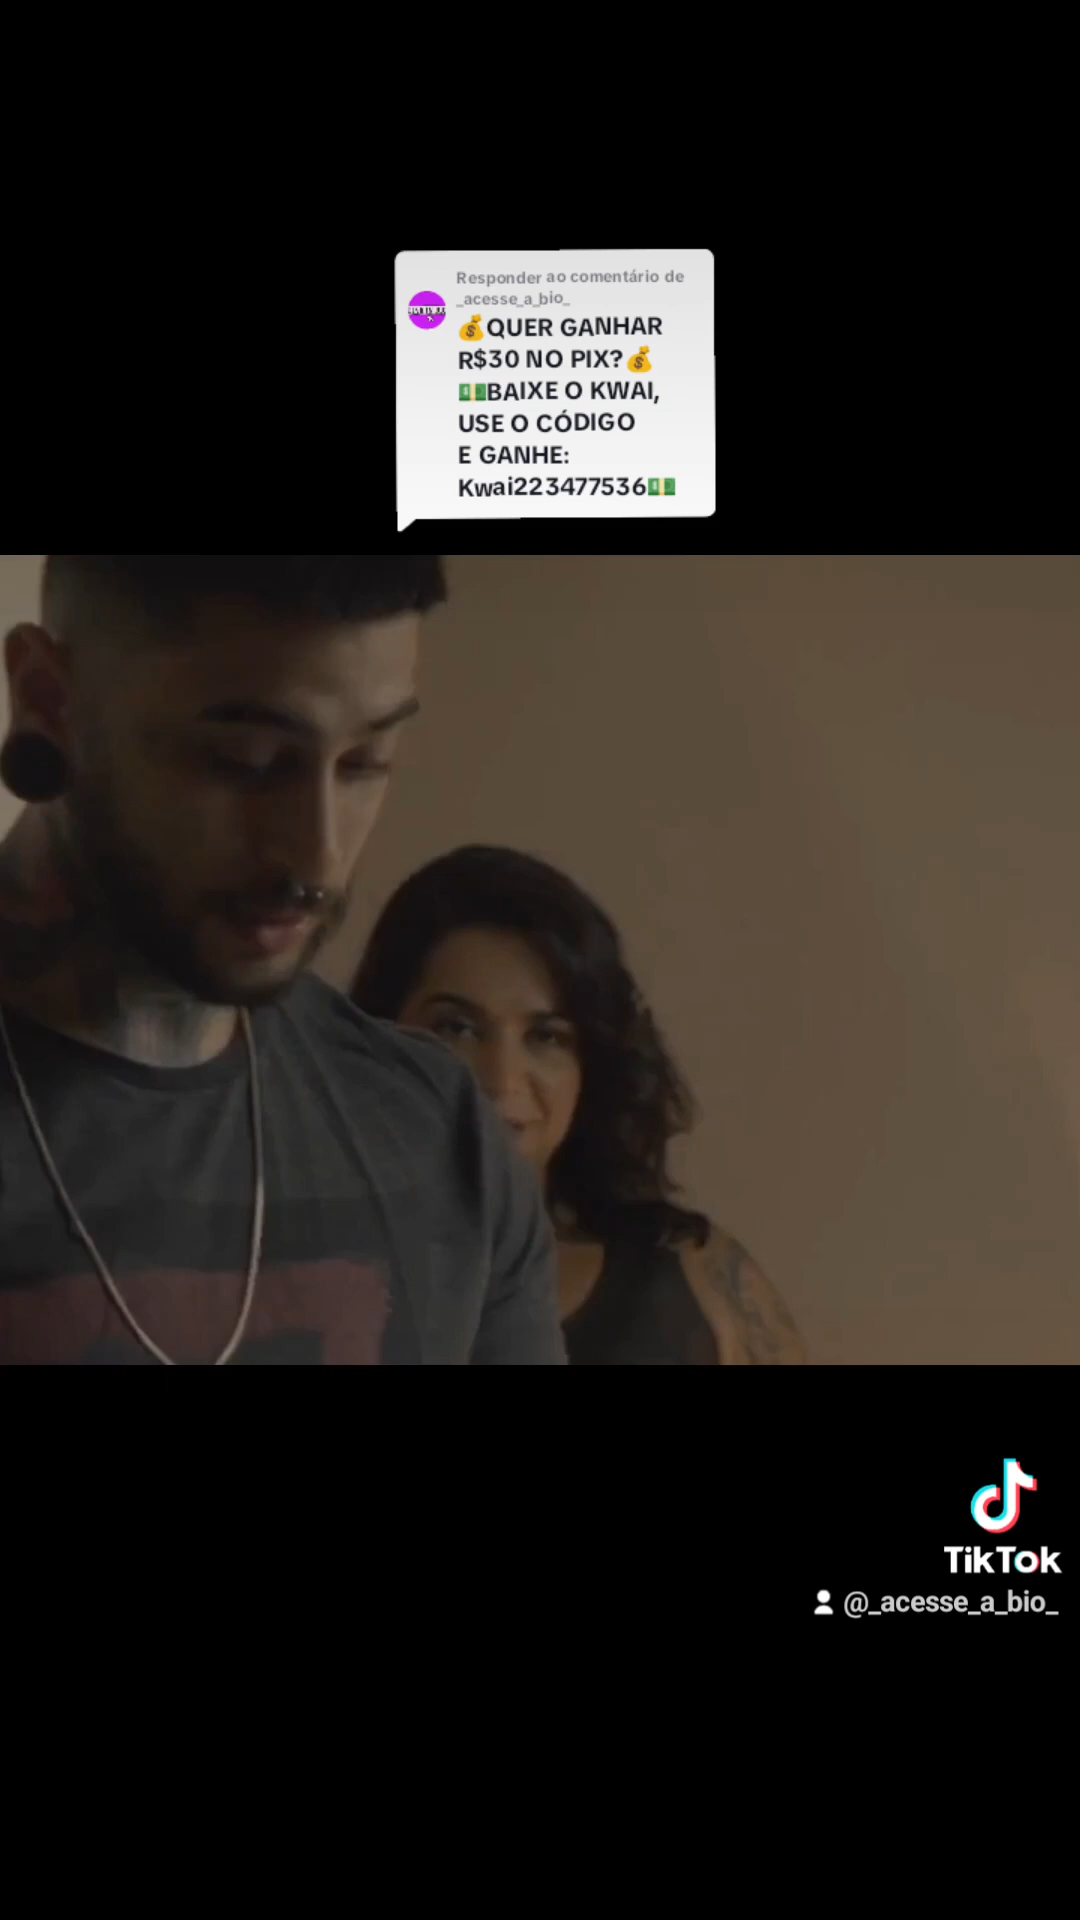 Responder ao comentário de
_acesse_a_bio_
💰QUER GANHAR
R$30 NO PIX?💰
💵BAIXE O KWAI,
USE O CÓDIGO
E GANHE:
Kwai223477536💵
TikTok
@_acesse_a_bio_